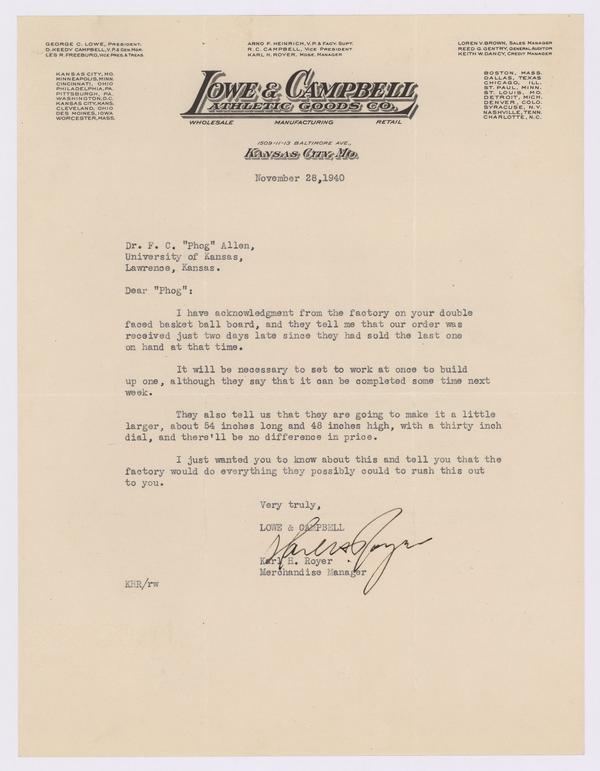 GEORGE C. LOWE, PRESIDENT.
D. KEEDY CAMPBELL, V.P. & GEN. MGR.
LES R. FREEBURG, VICE PRES. & TREAS.
ARNO F. HEINRICH, V.P. & FACY. SUPT.
R. C. CAMPBELL, VICE PRESIDENT
KARL H. ROYER, MDSE. MANAGER
LOREN V. BROWN, SALES MANAGER
REED G. GENTRY, GENERAL AUDITOR
KEITH W. DANCY, CREDIT MANAGER
KANSAS CITY, MO.
MINNEAPOLIS, MINN.
CINCINNATI, OHIO
PHILADELPHIA, PA.
PITTSBURGH, PA.
WASHINGTON, D.C.
KANSAS CITY, KANS.
CLEVELAND, OHIO
DES MOINES, IOWA
WORCESTER, MASS.
LOWE & CAMPBELL
ATHLETIC GOODS CO.
WHOLESALE MANUFACTURING RETAIL
BOSTON, MASS.
DALLAS, TEXAS
CHICAGO, ILL.
ST. PAUL, MINN.
ST. LOUIS, MO.
DETROIT, MICH.
DENVER, COLO.
SYRACUSE, N.Y.
NASHVILLE, TENN.
CHARLOTTE, N.C.
1509-11-13 BALTIMORE AVE.,
KANSAS CITY, MO.
November 28,1940
Dr. F. C. "Phog" Allen,
University of Kansas,
Lawrence, Kansas.
Dear "Phog":
I have acknowledgment from the factory on your double
faced basket ball board, and they tell me that our order was
received just two days late since they had sold the last one
on hand at that time.
It will be necessary to set to work at once to build
up one, although they say that it can be completed some time next
week.
They also tell us that they are going to make it a little
larger, about 54 inches long and 48 inches high, with a thirty inch
dial, and there'll be no difference in price.
I just wanted you to know about this and tell you that the
factory would do everything they possibly could to rush this out
to you.
Very truly,
LOWE & CAMPBELL
Karl H. Royer
Karl H. Royer
Merchandise Manager
KHR/rw